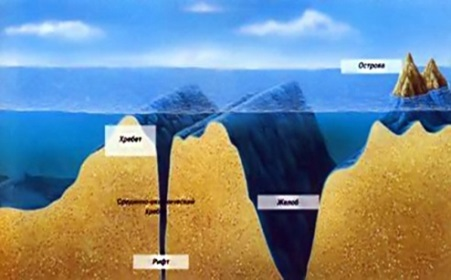 Острова
Хребет
Срединно-океанический
хребет
Желоб
Рифт